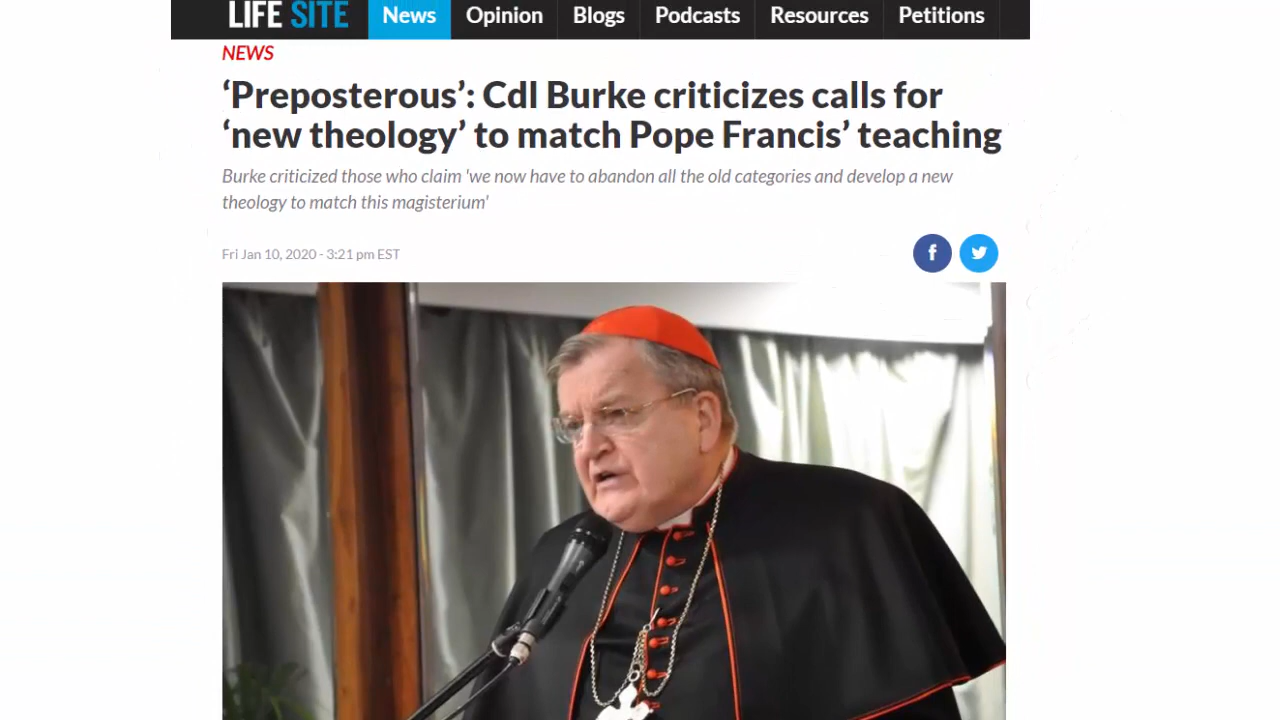 LIFE SITE News Opinion Blogs Podcasts Resources Petitions
NEWS
‘Preposterous’: Cdl Burke criticizes calls for
‘new theology’ to match Pope Francis’ teaching
Burke criticized those who claim 'we now have to abandon all the old categories and develop a new
theology to match this magisterium'
Fri Jan 10, 2020 - 3:21 pm EST